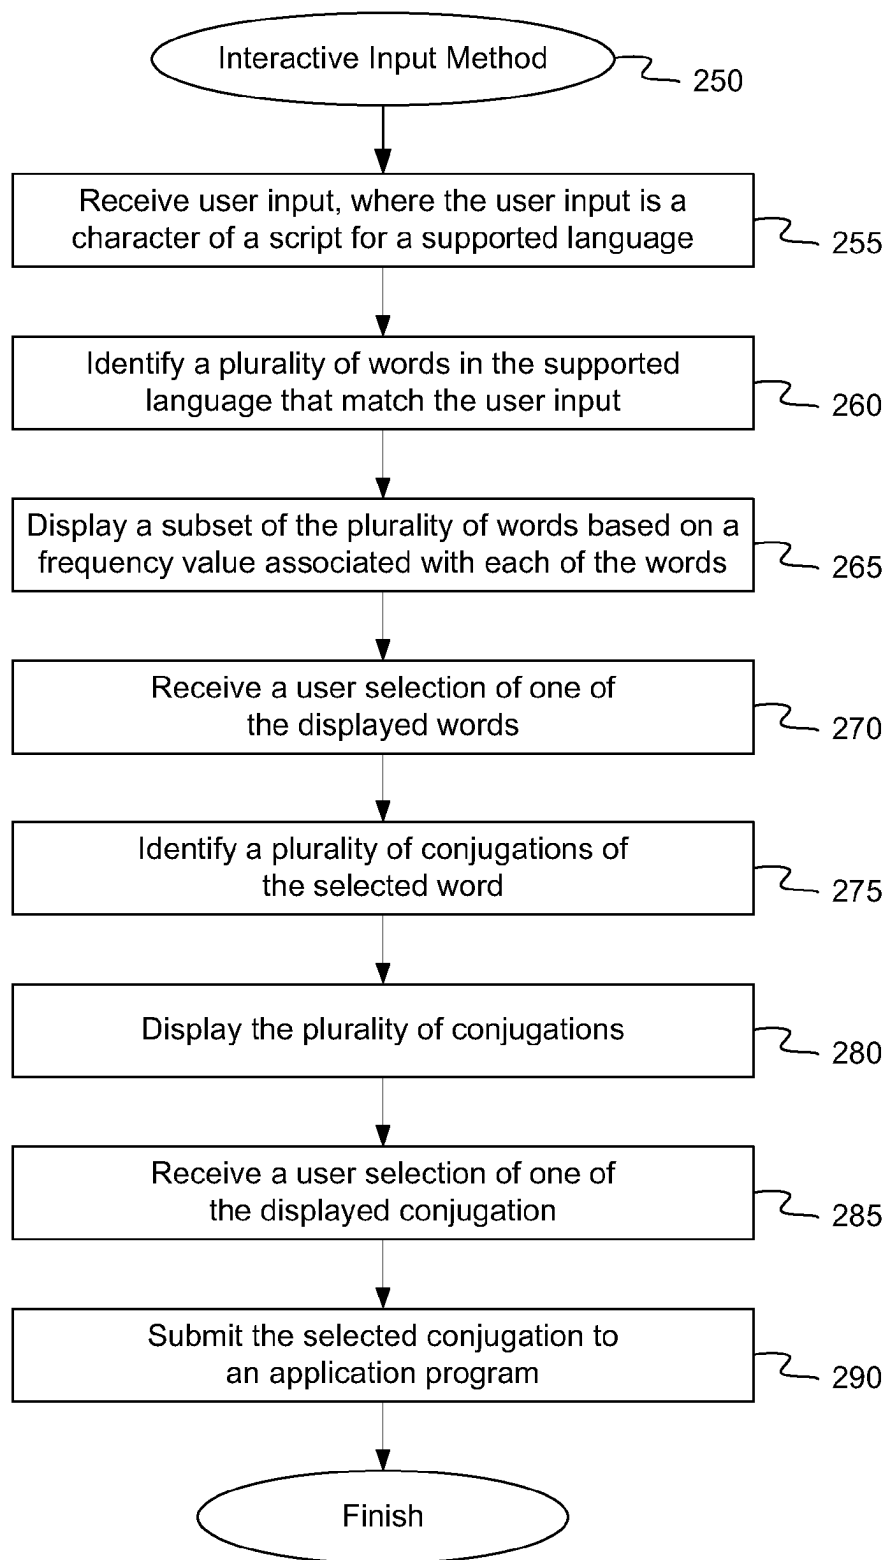 Interactive Input Method
250
Receive user input, where the user input is a
character of a script for a supported language
255
Identify a plurality of words in the supported
language that match the user input
260
Display a subset of the plurality of words based on a
frequency value associated with each of the words
265
Receive a user selection of one of
the displayed words
270
Identify a plurality of conjugations of
the selected word
275
Display the plurality of conjugations
280
Receive a user selection of one of
the displayed conjugation
285
Submit the selected conjugation to
an application program
290
Finish